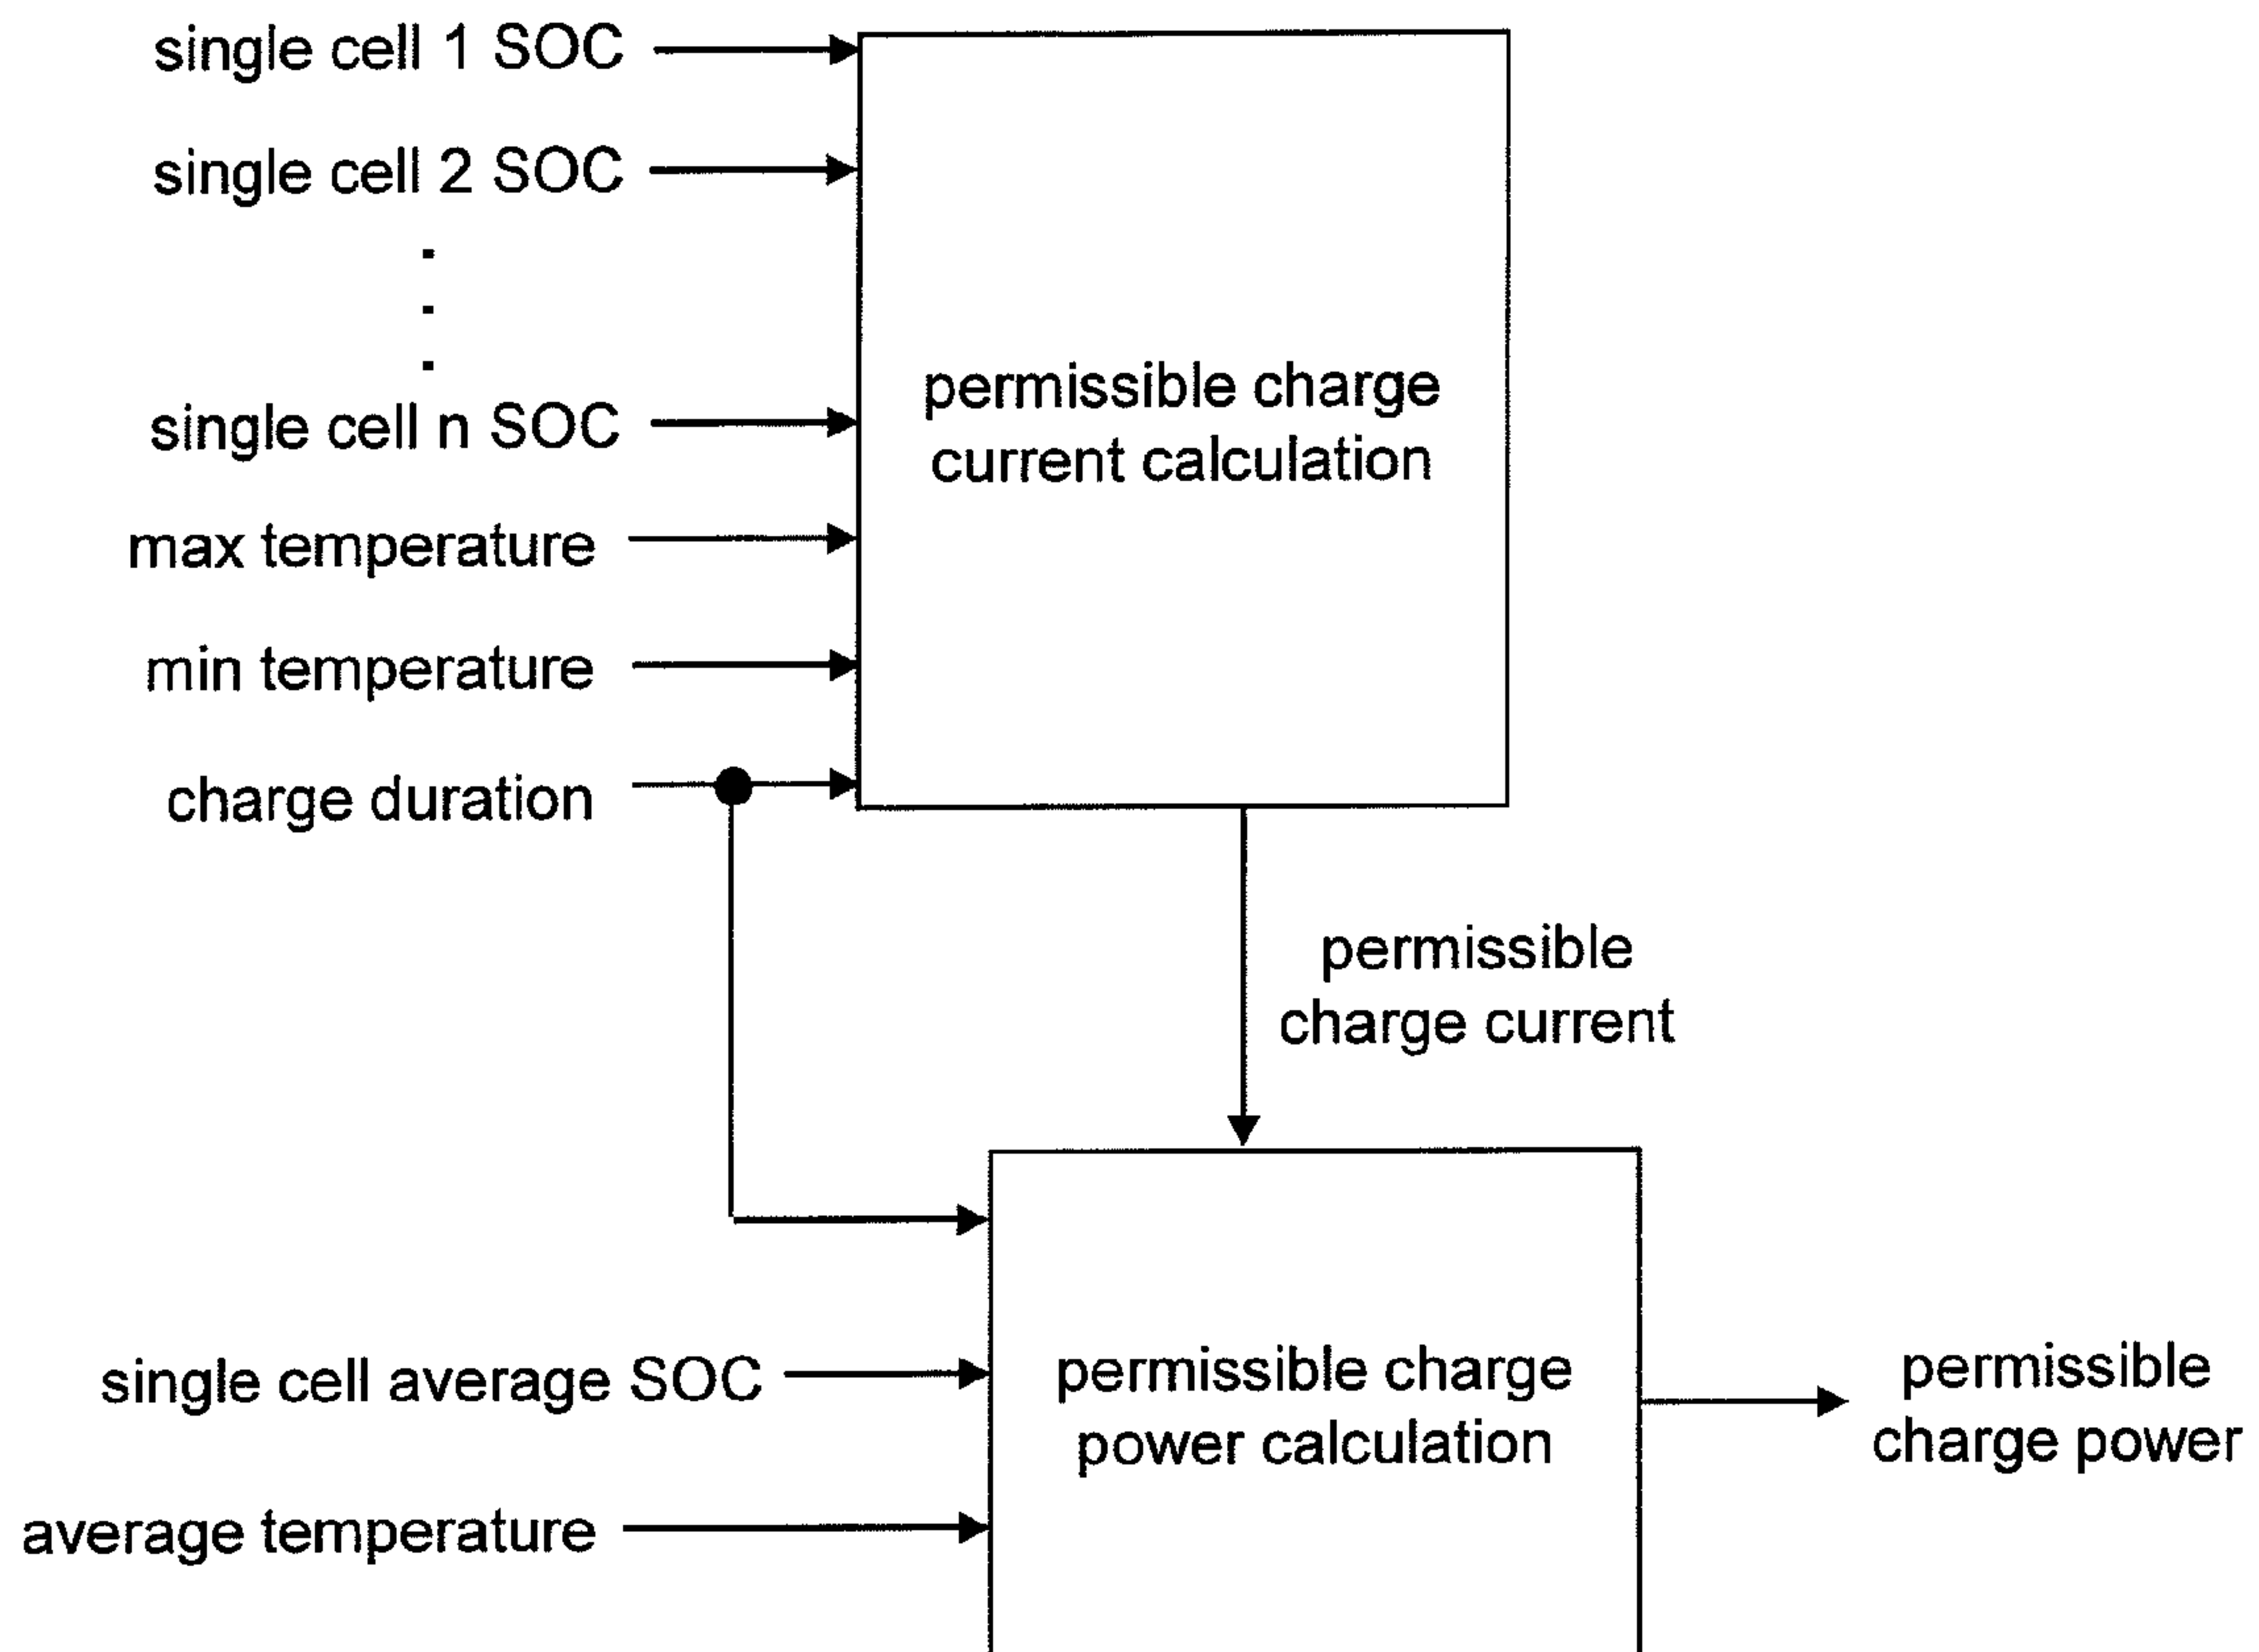 single cell 1 SOC
single cell 2 SOC
.
.
.
single cell n SOC
max temperature
min temperature
charge duration
permissible charge
current calculation
permissible
charge current
single cell average SOC
average temperature
permissible charge
power calculation
permissible
charge power